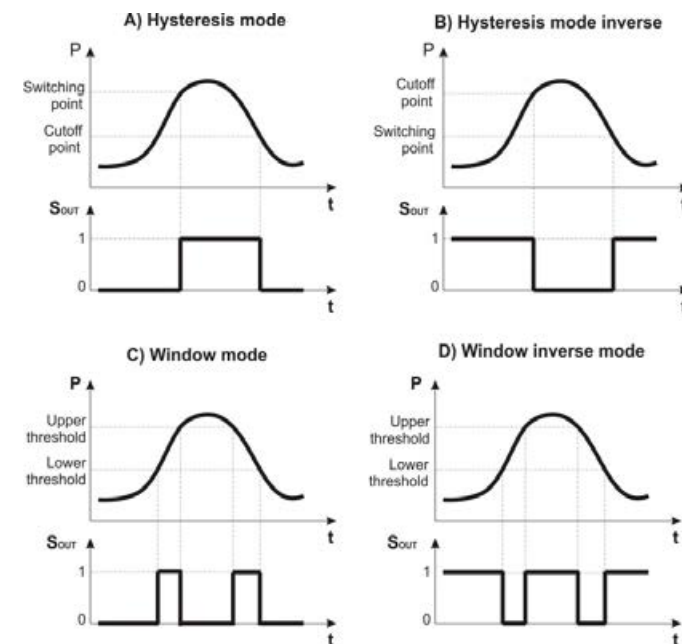 A) Hysteresis mode
P
Switching
point
Cutoff
point
t
SOUT
1
0
t
B) Hysteresis mode inverse
P
Cutoff
point
Switching
point
t
SOUT
1
0
t
C) Window mode
P
Upper
threshold
Lower
threshold
t
SOUT
1
0
t
D) Window inverse mode
P
Upper
threshold
Lower
threshold
t
SOUT
1
0
t